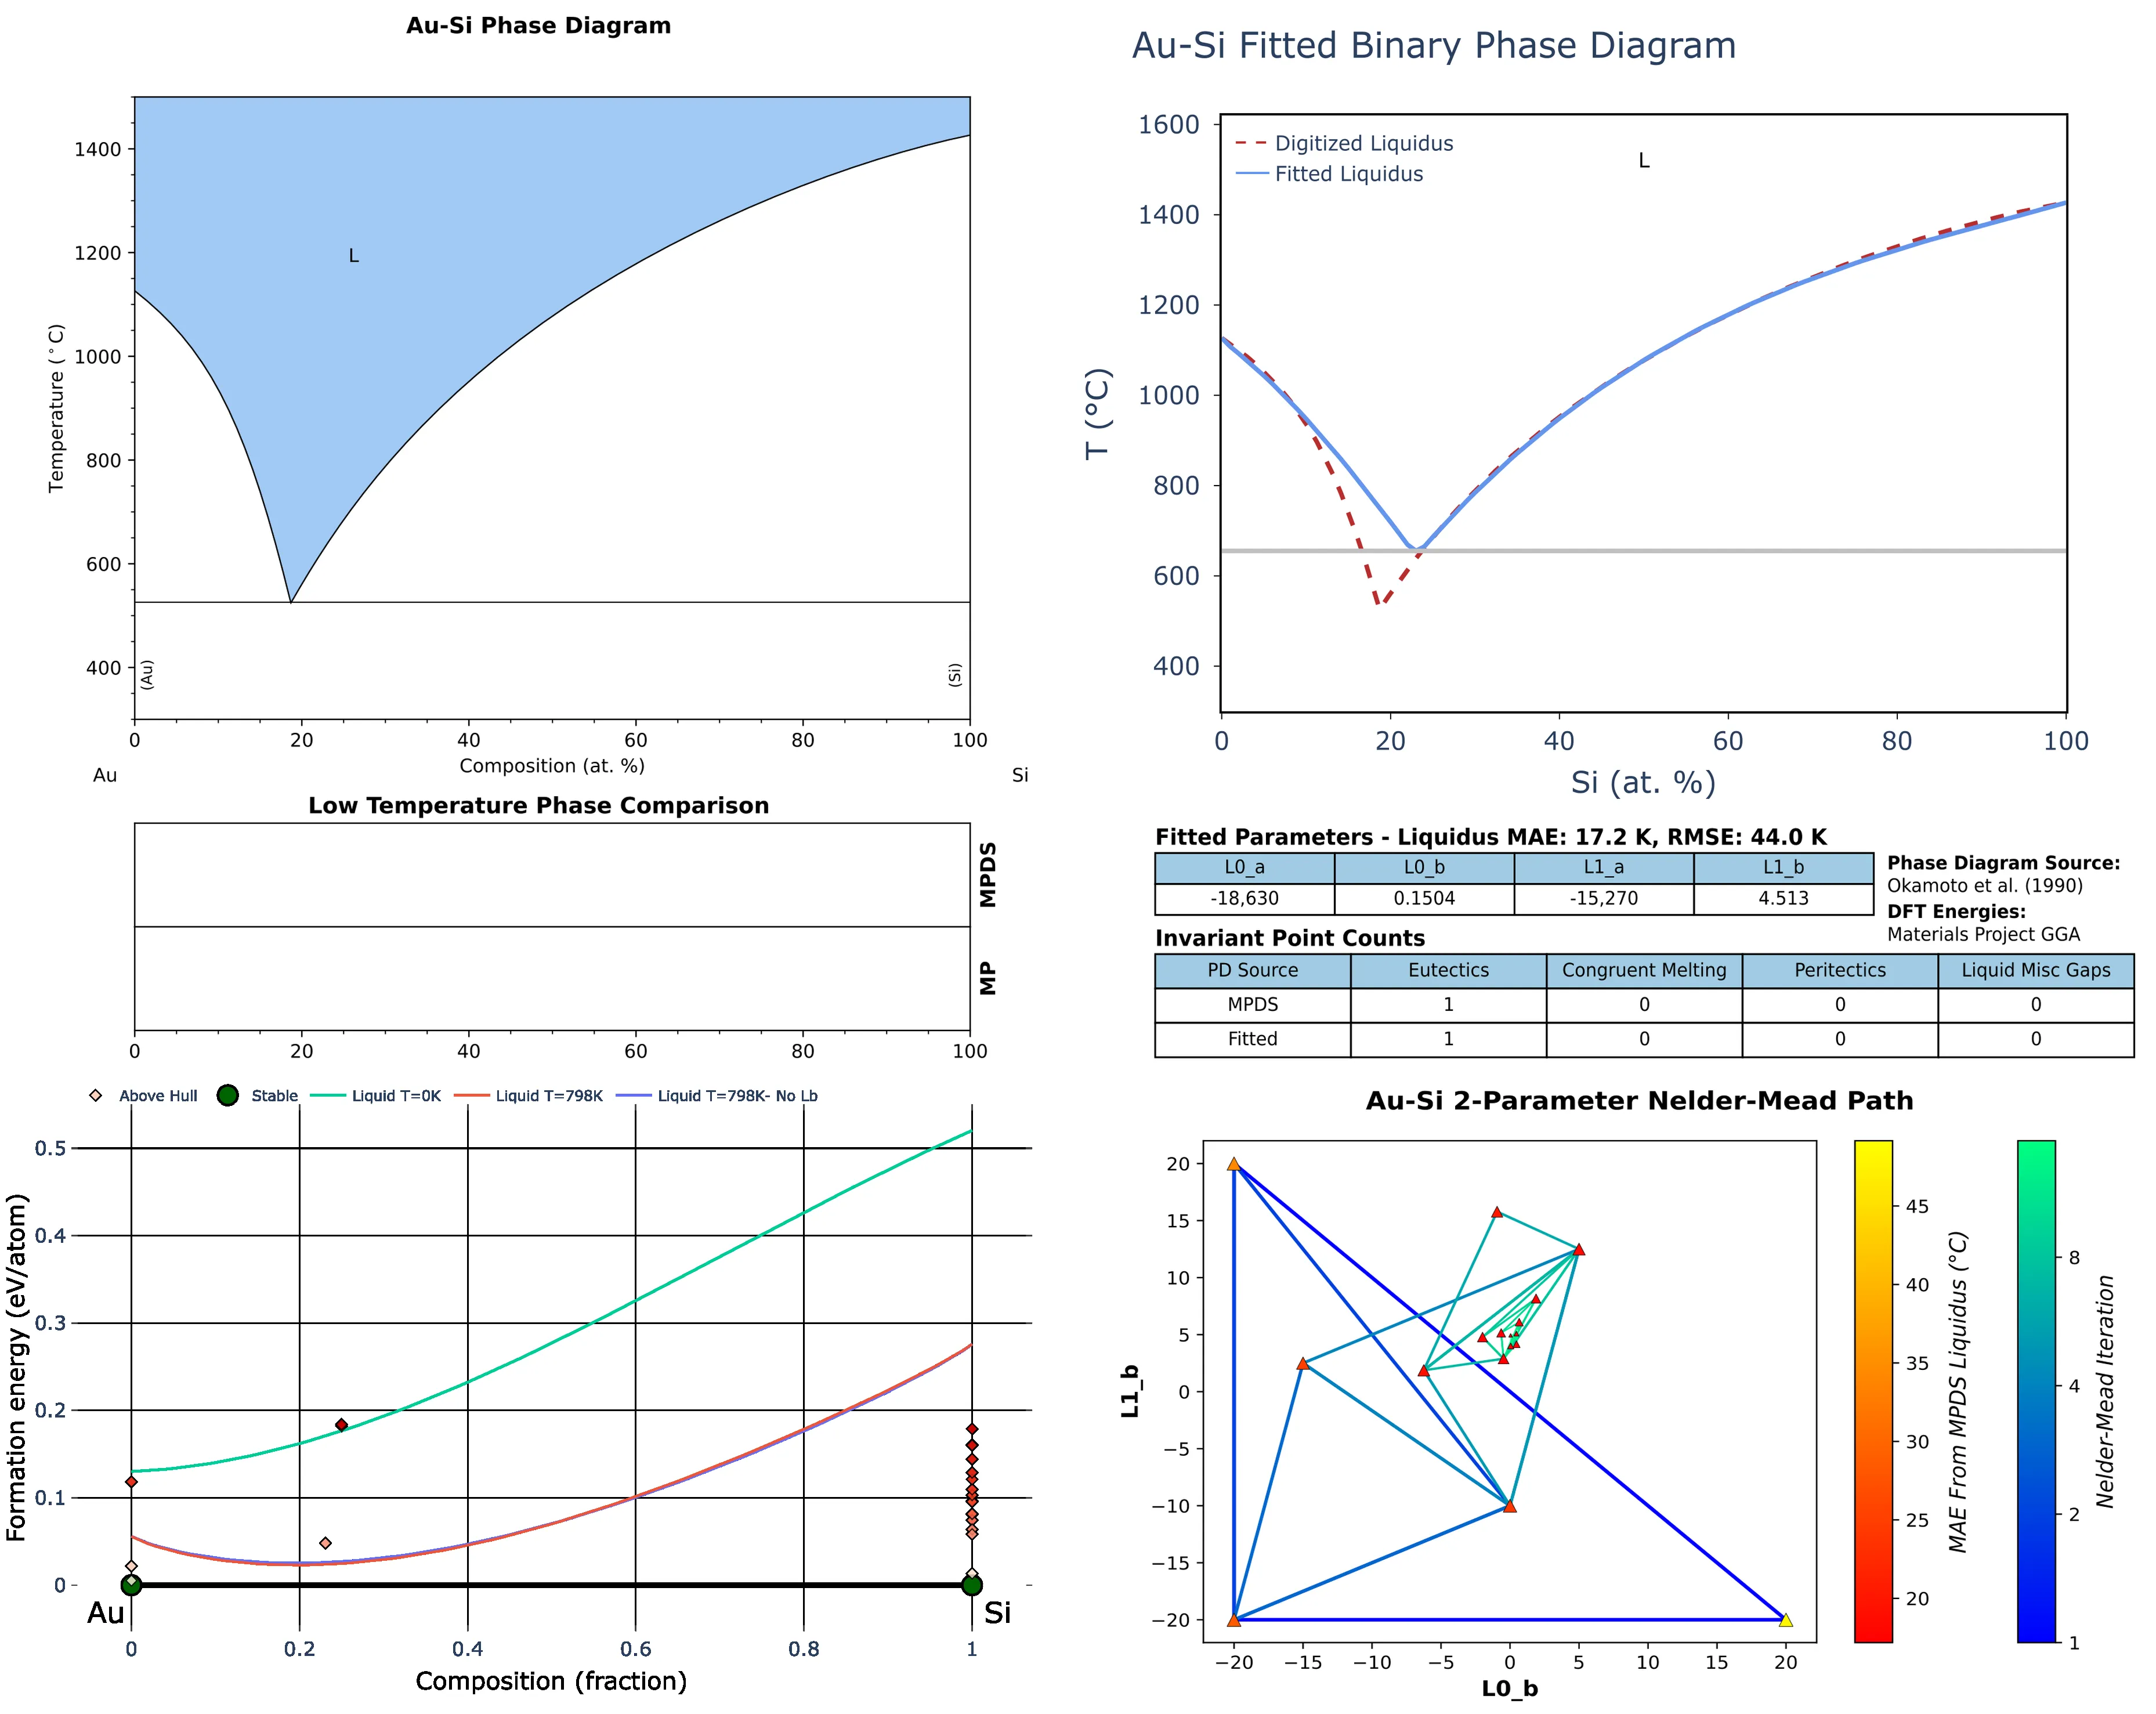 Au-Si Phase Diagram
1400
1200
1000
800
600
400
Temperature (°C)
L
(Au)
(Si)
0 20 40 60 80 100
Composition (at. %)
Au Si
Low Temperature Phase Comparison
MPDS
MP
0 20 40 60 80 100
Above Hull Stable Liquid T=0K Liquid T=798K Liquid T=798K- No Lb
0.5
0.4
0.3
0.2
0.1
0
Formation energy (eV/atom)
Au Si
0 0.2 0.4 0.6 0.8 1
Composition (fraction)
Au-Si Fitted Binary Phase Diagram
1600
1400
1200
1000
800
600
400
T (°C)
Digitized Liquidus
Fitted Liquidus
L
0 20 40 60 80 100
Si (at. %)
Fitted Parameters - Liquidus MAE: 17.2 K, RMSE: 44.0 K
L0_a L0_b L1_a L1_b
-18,630 0.1504 -15,270 4.513
Phase Diagram Source:
Okamoto et al. (1990)
DFT Energies:
Materials Project GGA
Invariant Point Counts
PD Source Eutectics Congruent Melting Peritectics Liquid Misc Gaps
MPDS 1 0 0 0
Fitted 1 0 0 0
Au-Si 2-Parameter Nelder-Mead Path
20
15
10
5
0
−5
−10
−15
−20
L1_b
−20 −15 −10 −5 0 5 10 15 20
L0_b
45
40
35
30
25
20
MAE From MPDS Liquidus (°C)
8
4
2
1
Nelder-Mead Iteration